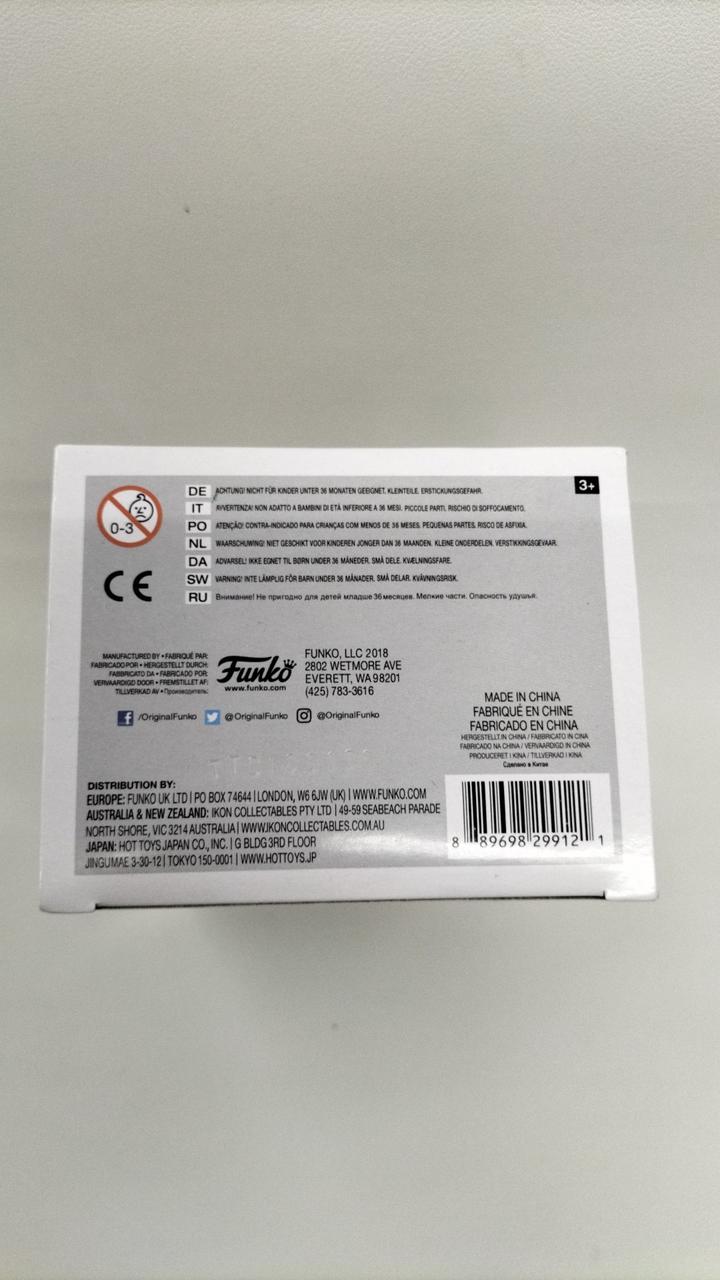 0-3
3+
DE ACHTUNG! NICHT FÜR KINDER UNTER 36 MONATEN GEEIGNET. KLEINTEILE. ERSTICKUNGSGEFAHR.
IT AVVERTENZA! NON ADATTO A BAMBINI DI ETÀ INFERIORE A 36 MESI. PICCOLE PARTI. RISCHIO DI SOFFOCAMENTO.
PO ATENÇÃO! CONTRA-INDICADO PARA CRIANÇAS COM MENOS DE 36 MESES. PEQUENAS PARTES. RISCO DE ASFIXIA.
NL WAARSCHUWING! NIET GESCHIKT VOOR KINDEREN JONGER DAN 36 MAANDEN. KLEINE ONDERDELEN. VERSTIKKINGSGEVAAR.
DA ADVARSEL! IKKE EGNET TIL BØRN UNDER 36 MÅNEDER. SMÅ DELE. KVÆLNINGSFARE.
SW VARNING! INTE LÄMPLIG FÖR BARN UNDER 36 MÅNADER. SMÅ DELAR. KVÄVNINGSRISK.
RU Внимание! Не пригодно для детей младше 36 месяцев. Мелкие части. Опасность удушья.
CE
MANUFACTURED BY • FABRIQUÉ PAR:
FABRICADO POR • HERGESTELLT DURCH:
FABBRICATO DA • FABRICADO POR:
VERVAARDIGD DOOR • FREMSTILLET AF:
TILLVERKAD AV • Производитель:
Funko
www.funko.com
FUNKO, LLC 2018
2802 WETMORE AVE
EVERETT, WA 98201
(425) 783-3616
/OriginalFunko @OriginalFunko @OriginalFunko
MADE IN CHINA
FABRIQUÉ EN CHINE
FABRICADO EN CHINA
HERGESTELLT IN CHINA / FABBRICATO IN CINA
FABRICADO NA CHINA / VERVAARDIGD IN CHINA
PRODUCERET I KINA / TILLVERKAD I KINA
Сделано в Китае
DISTRIBUTION BY:
EUROPE: FUNKO UK LTD | PO BOX 74644 | LONDON, W6 6JW (UK) | WWW.FUNKO.COM
AUSTRALIA & NEW ZEALAND: IKON COLLECTABLES PTY LTD | 49-59 SEABEACH PARADE
NORTH SHORE, VIC 3214 AUSTRALIA | WWW.IKONCOLLECTABLES.COM.AU
JAPAN: HOT TOYS JAPAN CO., INC. | G BLDG 3RD FLOOR
JINGUMAE 3-30-12 | TOKYO 150-0001 | WWW.HOTTOYS.JP
8 89698 29912 1